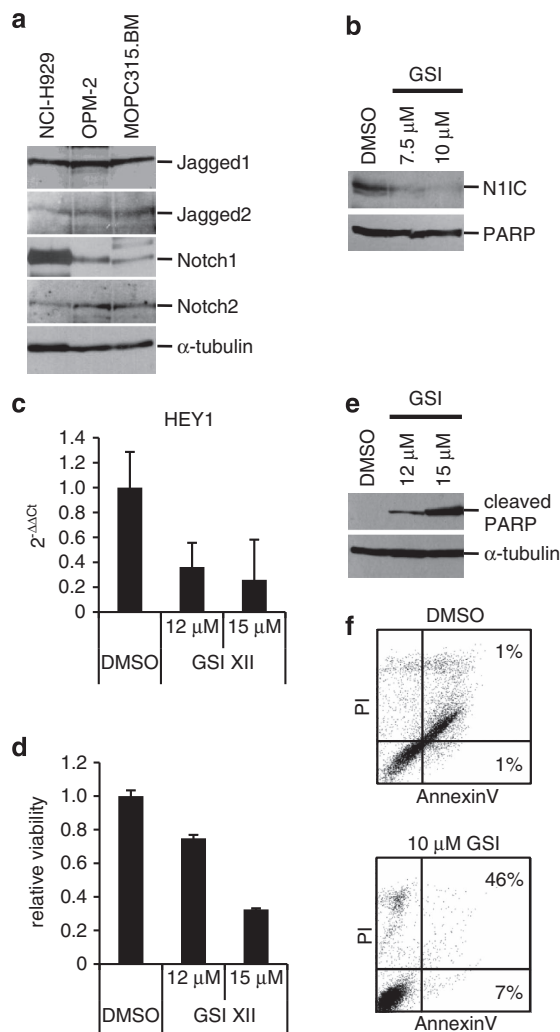 a
NCI-H929
OPM-2
MOPC315.BM
Jagged1
Jagged2
Notch1
Notch2
α-tubulin
b
GSI
DMSO
7.5 μM
10 μM
N1IC
PARP
c
HEY1
2-ΔΔCt
1.4
1.2
1.0
0.8
0.6
0.4
0.2
0
12 μM
15 μM
DMSO
GSI XII
d
relative viability
1.2
1.0
0.8
0.6
0.4
0.2
0
12 μM
15 μM
DMSO
GSI XII
e
GSI
DMSO
12 μM
15 μM
cleaved
PARP
α-tubulin
f
DMSO
PI
1%
1%
AnnexinV
10 μM GSI
PI
46%
7%
AnnexinV